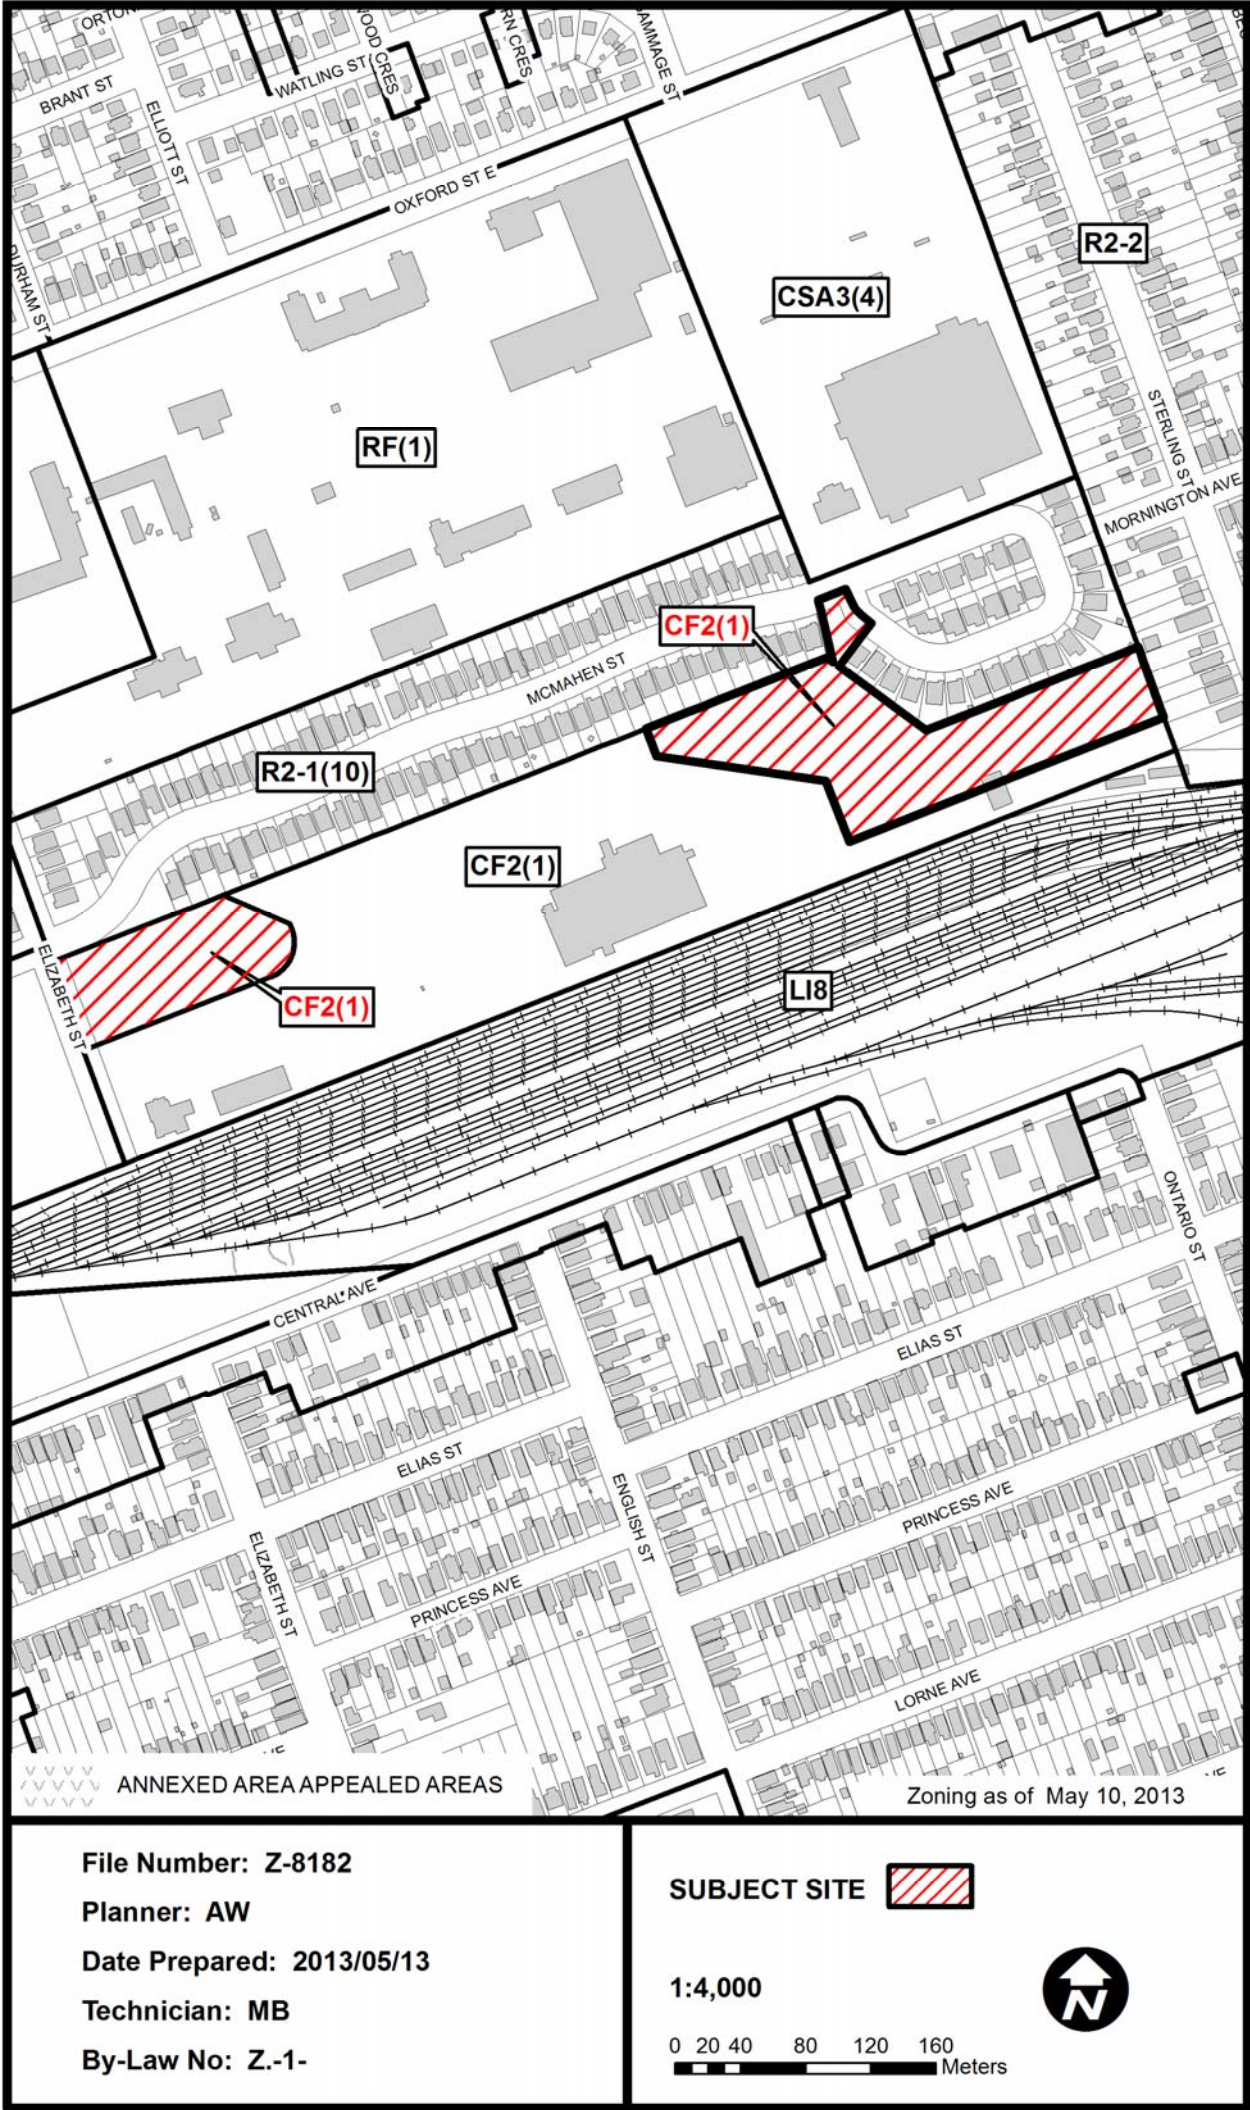 BRANT ST
ELLIOTT ST
WATLING ST
OXFORD ST E
DURHAM ST
R2-2
CSA3(4)
RF(1)
STERLING ST
MORNINGTON AVE
CF2(1)
MCMAHEN ST
R2-1(10)
CF2(1)
ELIZABETH ST
CF2(1)
LI8
ONTARIO ST
CENTRAL AVE
ELIAS ST
ELIAS ST
ENGLISH ST
PRINCESS AVE
ELIZABETH ST
PRINCESS AVE
LORNE AVE
ANNEXED AREA APPEALED AREAS
Zoning as of May 10, 2013
File Number: Z-8182
Planner: AW
Date Prepared: 2013/05/13
Technician: MB
By-Law No: Z.-1-
SUBJECT SITE
1:4,000
N
0 20 40 80 120 160
Meters